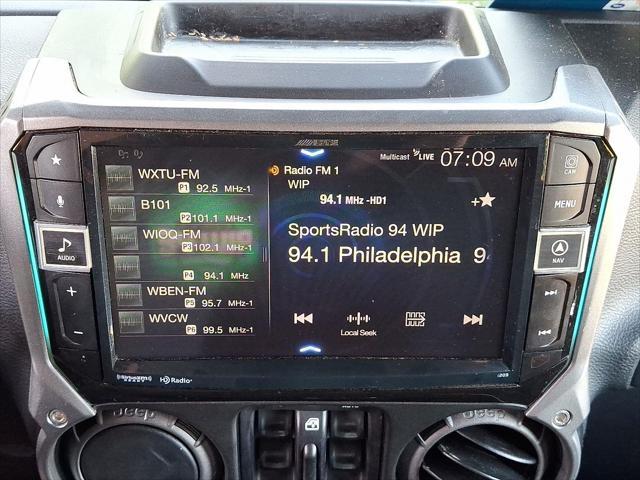 ALPINE
Multicast LIVE 07:09 AM
WXTU-FM
P1 92.5 MHz-1
B101
P2 101.1 MHz-1
WIOQ-FM
P3 102.1 MHz-1
P4 94.1 MHz
WBEN-FM
P5 95.7 MHz-1
WVCW
P6 99.5 MHz-1
Radio FM 1
WIP
94.1 MHz -HD1
+★
SportsRadio 94 WIP
94.1 Philadelphia 9
Local Seek
AUDIO
+
−
CAM
MENU
NAV
HD Radio
i209
Jeep
Jeep